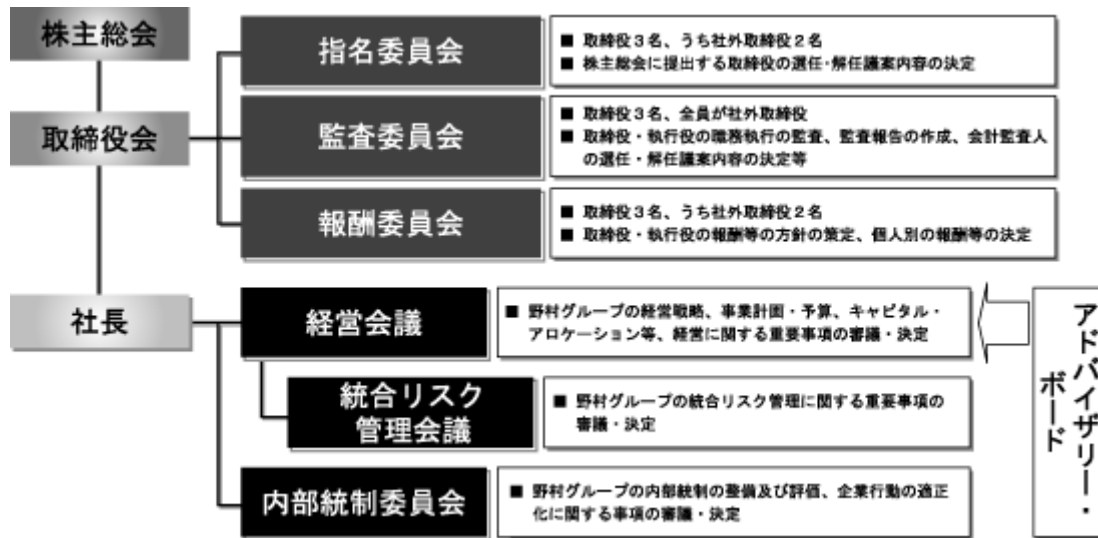 株主総会
取締役会
指名委員会
■ 取締役３名、うち社外取締役２名
■ 株主総会に提出する取締役の選任・解任議案内容の決定
監査委員会
■ 取締役３名、全員が社外取締役
■ 取締役・執行役の職務執行の監査、監査報告の作成、会計監査人
の選任・解任議案内容の決定等
報酬委員会
■ 取締役３名、うち社外取締役２名
■ 取締役・執行役の報酬等の方針の策定、個人別の報酬等の決定
社長
経営会議
■ 野村グループの経営戦略、事業計画・予算、キャピタル・
アロケーション等、経営に関する重要事項の審議・決定
統合リスク
管理会議
■ 野村グループの統合リスク管理に関する重要事項の
審議・決定
内部統制委員会
■ 野村グループの内部統制の整備及び評価、企業行動の適正
化に関する事項の審議・決定
アドバイザリー・
ボード